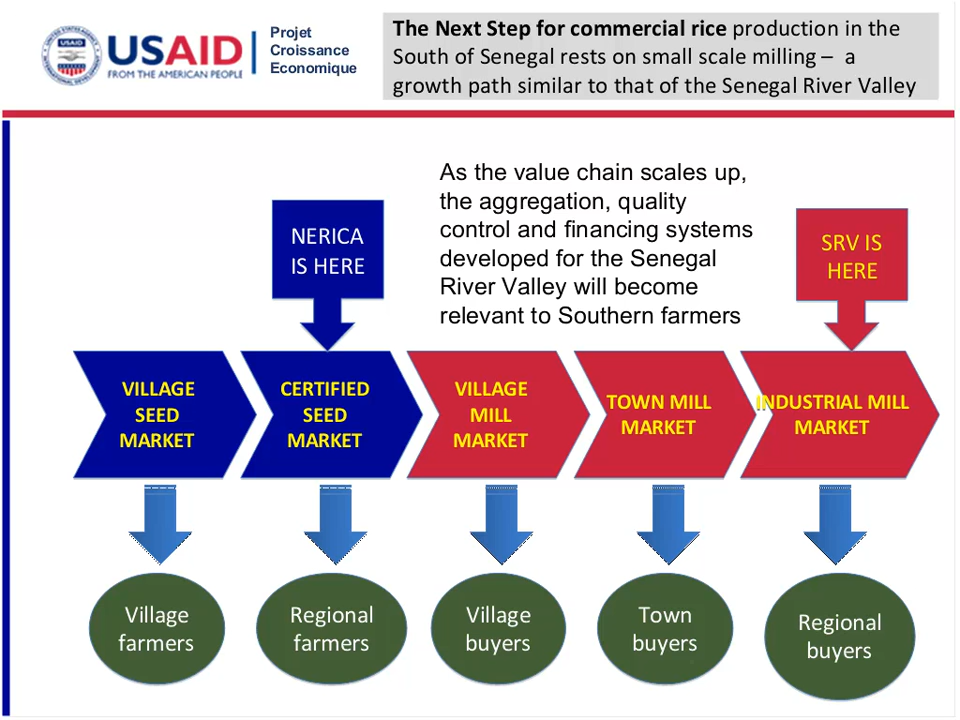 USAID
FROM THE AMERICAN PEOPLE
Projet
Croissance
Economique
The Next Step for commercial rice production in the
South of Senegal rests on small scale milling – a
growth path similar to that of the Senegal River Valley
As the value chain scales up,
the aggregation, quality
control and financing systems
developed for the Senegal
River Valley will become
relevant to Southern farmers
NERICA
IS HERE
SRV IS
HERE
VILLAGE
SEED
MARKET
CERTIFIED
SEED
MARKET
VILLAGE
MILL
MARKET
TOWN MILL
MARKET
INDUSTRIAL MILL
MARKET
Village
farmers
Regional
farmers
Village
buyers
Town
buyers
Regional
buyers